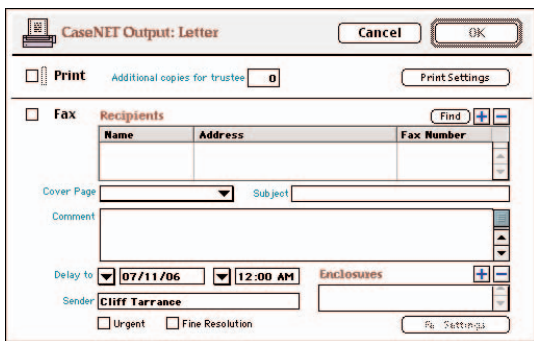 CaseNET Output: Letter Cancel OK
Print Additional copies for trustee 0 Print Settings
Fax Recipients Find
Name Address Fax Number
Cover Page Subject
Comment
Delay to 07/11/06 12:00 AM Enclosures
Sender Cliff Tarrance
Urgent Fine Resolution Settings